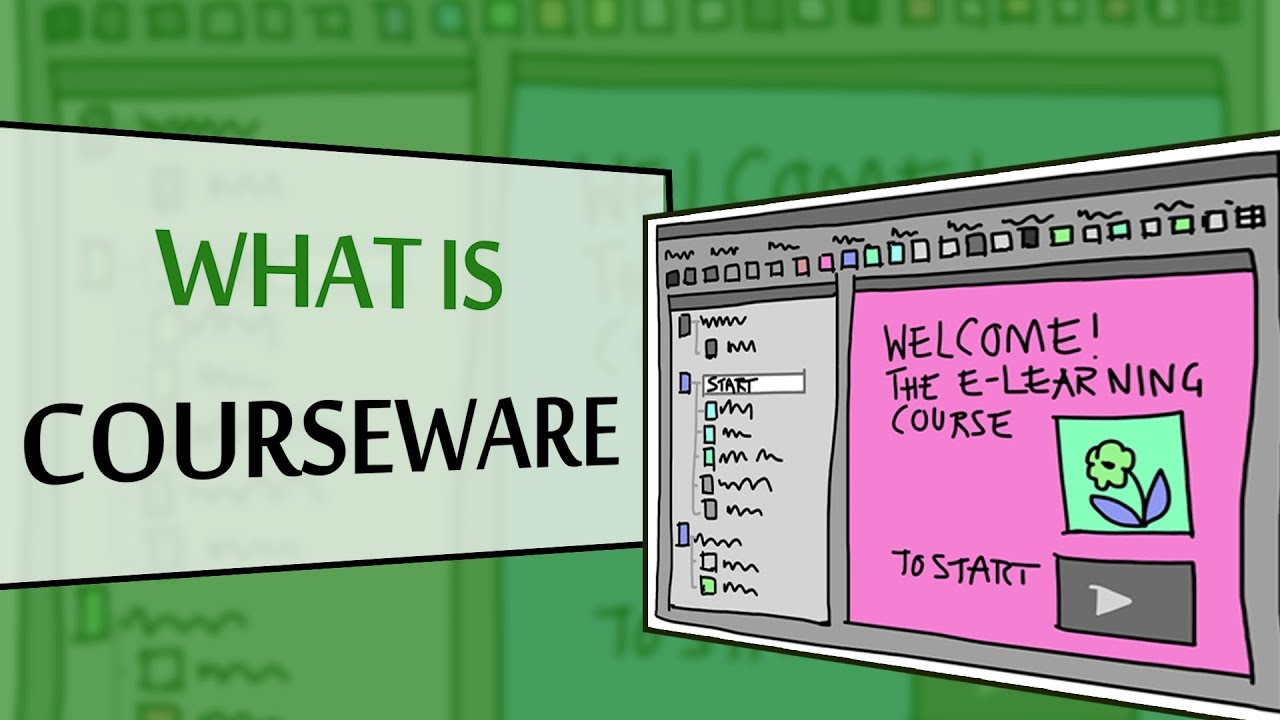 WHAT IS
COURSEWARE
START
WELCOME!
THE E-LEARNING
COURSE
TO START